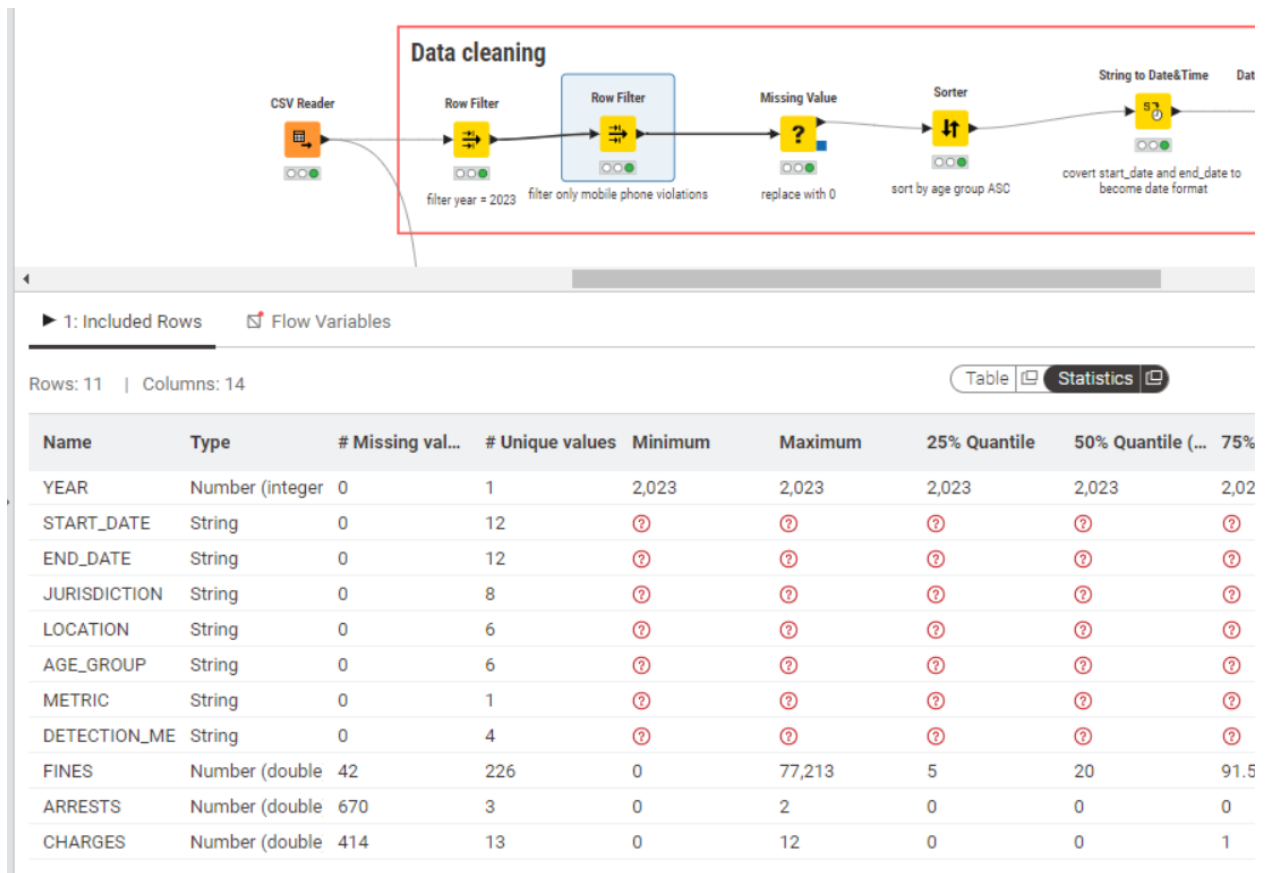 Data cleaning
CSV Reader
Row Filter
filter year = 2023
Row Filter
filter only mobile phone violations
Missing Value
?
replace with 0
Sorter
sort by age group ASC
String to Date&Time
S
covert start_date and end_date to
become date format
Dat
1: Included Rows Flow Variables
Rows: 11 | Columns: 14 Table Statistics
Name Type # Missing val... # Unique values Minimum Maximum 25% Quantile 50% Quantile (... 75%
YEAR Number (integer 0 1 2,023 2,023 2,023 2,023 2,02
START_DATE String 0 12 ? ? ? ? ?
END_DATE String 0 12 ? ? ? ? ?
JURISDICTION String 0 8 ? ? ? ? ?
LOCATION String 0 6 ? ? ? ? ?
AGE_GROUP String 0 6 ? ? ? ? ?
METRIC String 0 1 ? ? ? ? ?
DETECTION_ME String 0 4 ? ? ? ? ?
FINES Number (double 42 226 0 77,213 5 20 91.5
ARRESTS Number (double 670 3 0 2 0 0 0
CHARGES Number (double 414 13 0 12 0 0 1